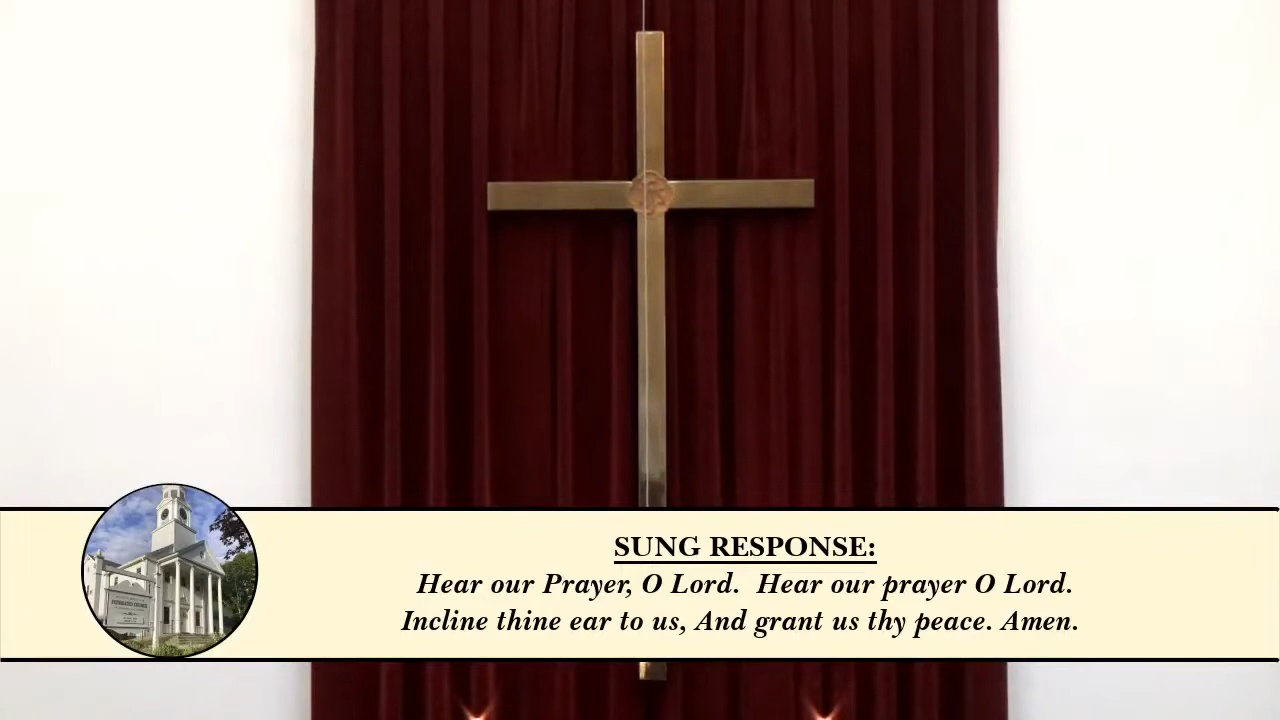 SUNG RESPONSE:
Hear our Prayer, O Lord.  Hear our prayer O Lord.
Incline thine ear to us, And grant us thy peace. Amen.